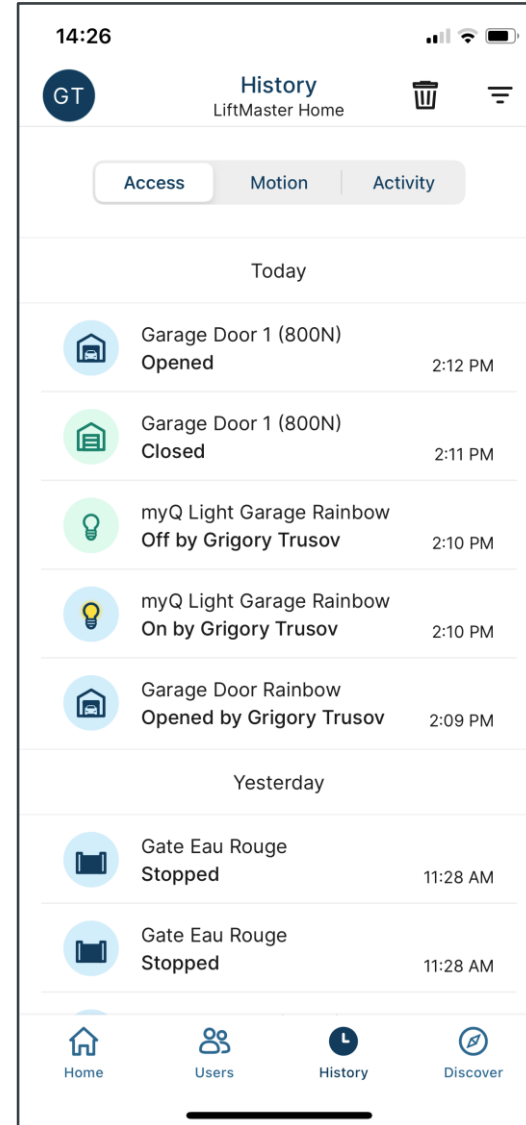 14:26
GT
History
LiftMaster Home
Access Motion Activity
Today
Garage Door 1 (800N)
Opened 2:12 PM
Garage Door 1 (800N)
Closed 2:11 PM
myQ Light Garage Rainbow
Off by Grigory Trusov 2:10 PM
myQ Light Garage Rainbow
On by Grigory Trusov 2:10 PM
Garage Door Rainbow
Opened by Grigory Trusov 2:09 PM
Yesterday
Gate Eau Rouge
Stopped 11:28 AM
Gate Eau Rouge
Stopped 11:28 AM
Home Users History Discover